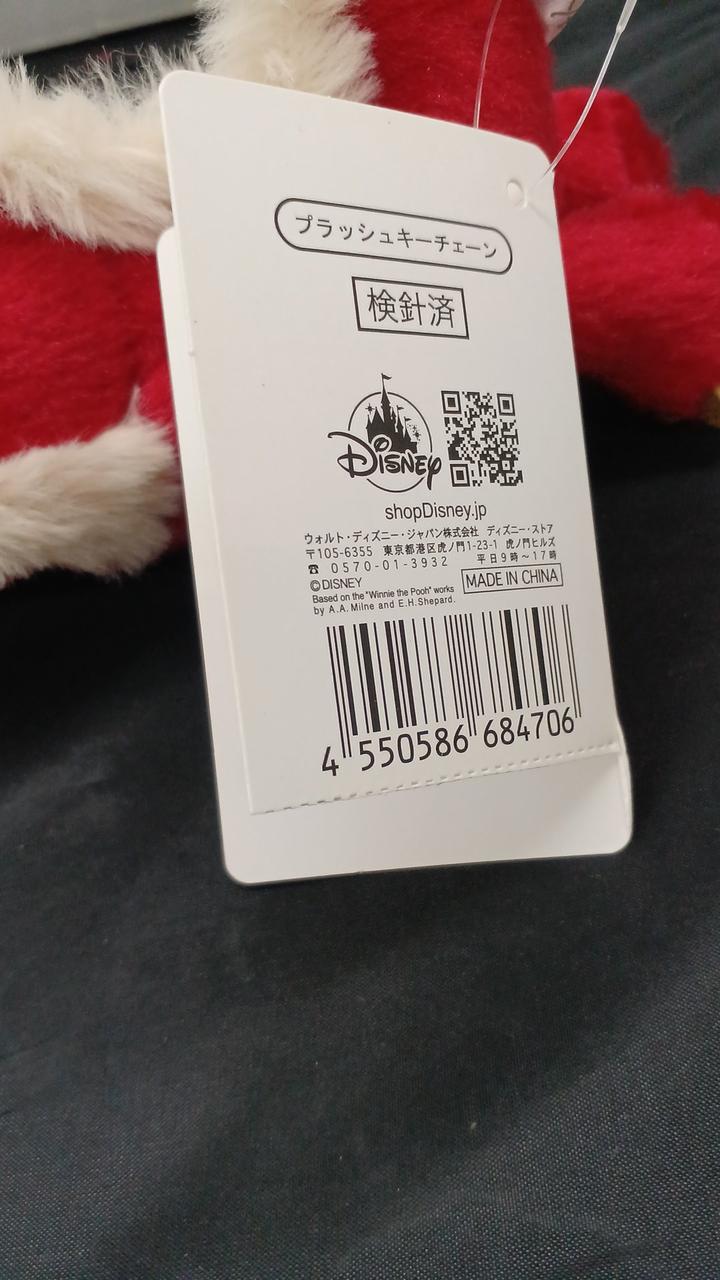 プラッシュキーチェーン
検針済
Disney
shopDisney.jp
ウォルト・ディズニー・ジャパン株式会社 ディズニー・ストア
〒105-6355 東京都港区虎ノ門1-23-1 虎ノ門ヒルズ
☎ 0570-01-3932 平日9時～17時
©DISNEY
Based on the "Winnie the Pooh" works
by A.A. Milne and E.H.Shepard.
MADE IN CHINA
4 550586 684706